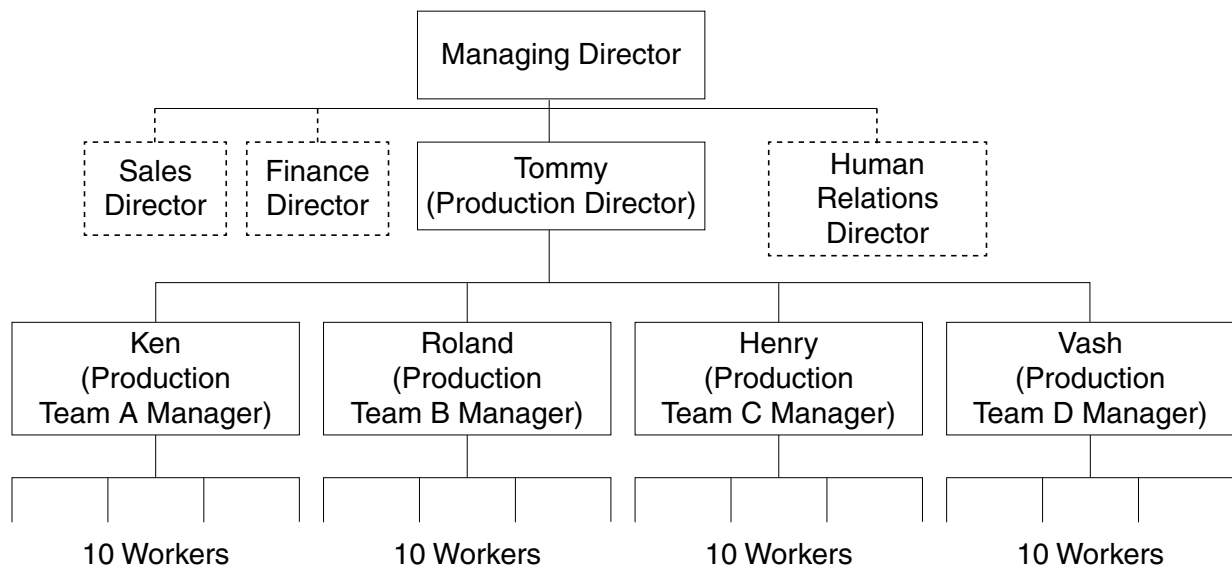 Managing Director
Sales
Director
Finance
Director
Tommy
(Production Director)
Human
Relations
Director
Ken
(Production
Team A Manager)
Roland
(Production
Team B Manager)
Henry
(Production
Team C Manager)
Vash
(Production
Team D Manager)
10 Workers
10 Workers
10 Workers
10 Workers